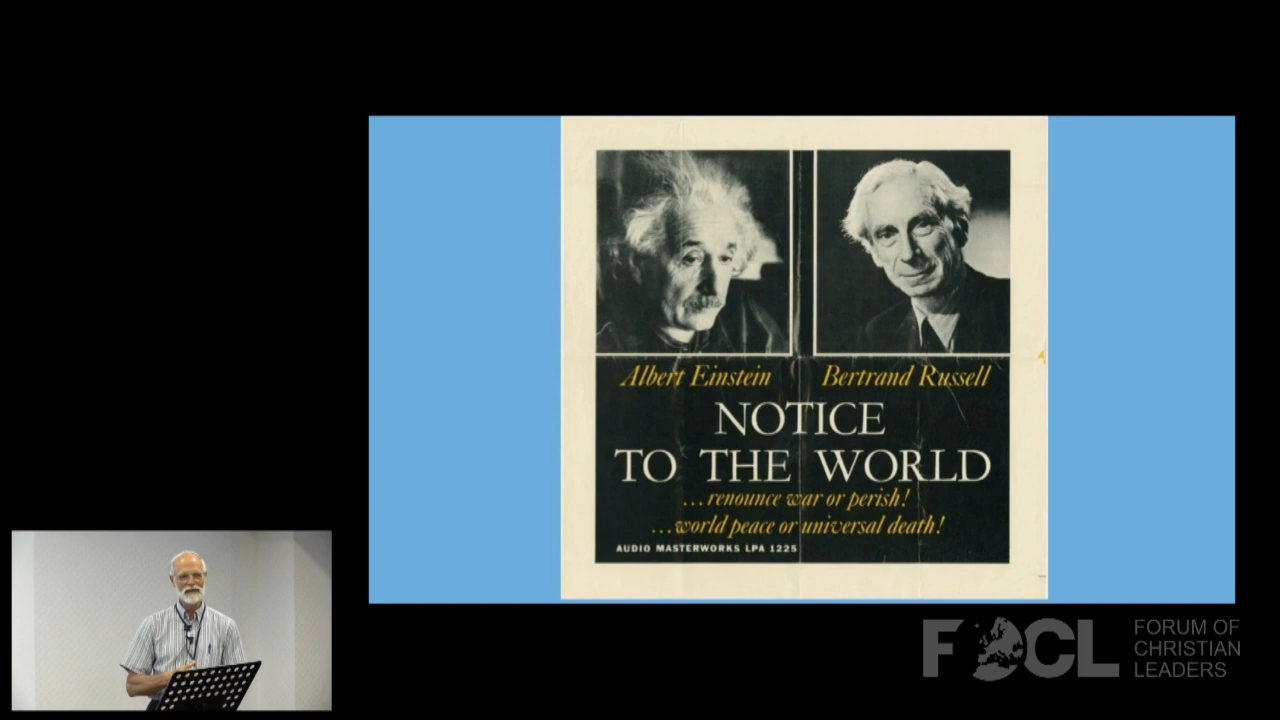 Albert Einstein
Bertrand Russell
NOTICE
TO THE WORLD
...renounce war or perish!
...world peace or universal death!
AUDIO MASTERWORKS LPA 1225
FOCL
FORUM OF
CHRISTIAN
LEADERS